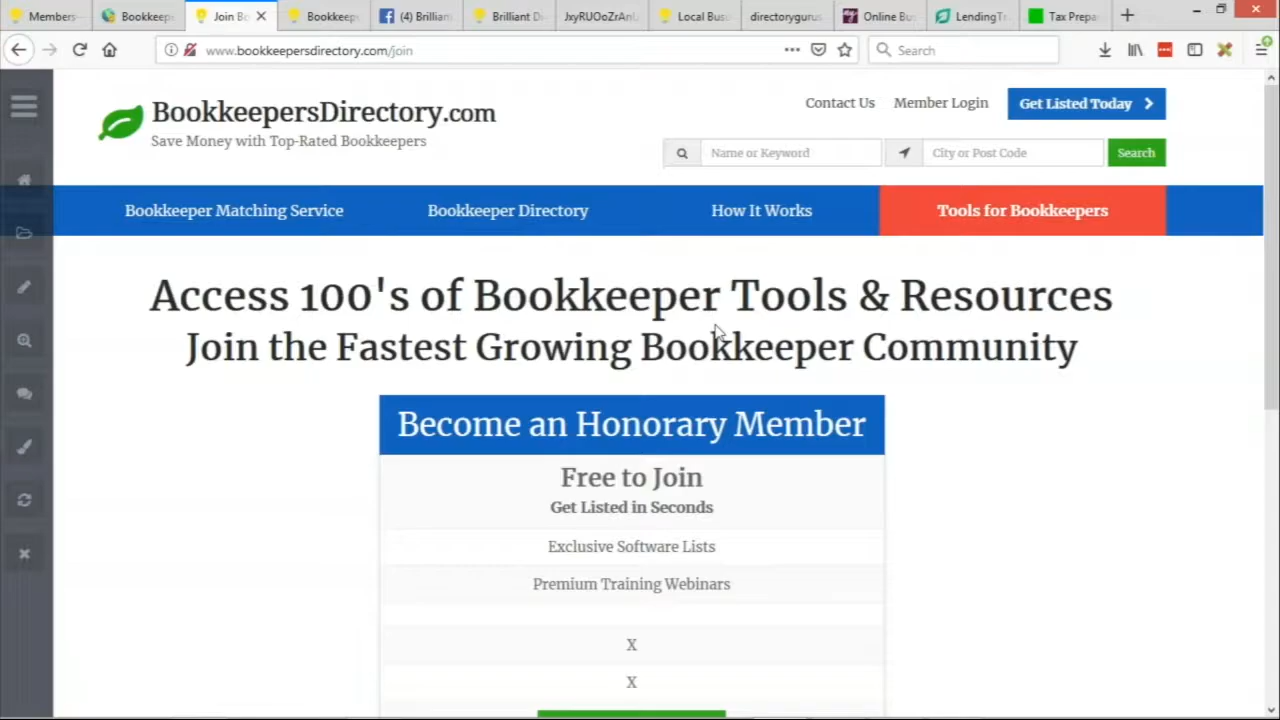 Members
Bookkeep
Join Bo
Bookkeep
(4) Brillian
Brilliant Di
JxyRUOoZrAnU
Local Busi
directorygurus
Online Bus
LendingTr
Tax Prepa
www.bookkeepersdirectory.com/join
Search
BookkeepersDirectory.com
Save Money with Top-Rated Bookkeepers
Contact Us
Member Login
Get Listed Today
Name or Keyword
City or Post Code
Search
Bookkeeper Matching Service
Bookkeeper Directory
How It Works
Tools for Bookkeepers
Access 100's of Bookkeeper Tools & Resources
Join the Fastest Growing Bookkeeper Community
Become an Honorary Member
Free to Join
Get Listed in Seconds
Exclusive Software Lists
Premium Training Webinars
X
X